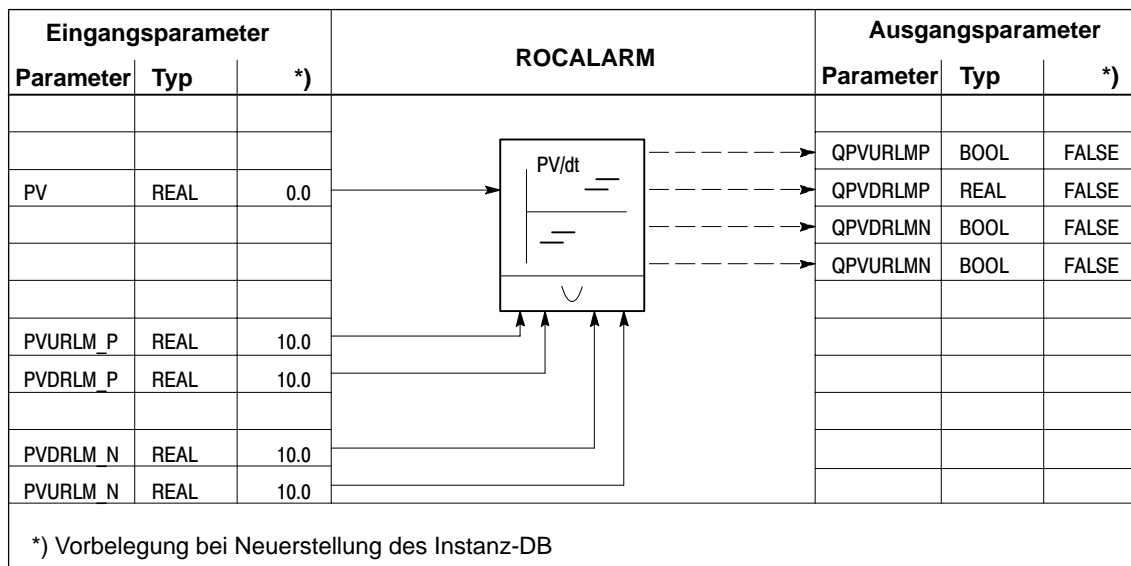 Eingangsparameter ROCALARM Ausgangsparameter
Parameter Typ *) Parameter Typ *)
PV/dt QPVURLMP BOOL FALSE
PV REAL 0.0 QPVDRLMP REAL FALSE
QPVDRLMN BOOL FALSE
QPVURLMN BOOL FALSE
PVURLM_P REAL 10.0
PVDRLM_P REAL 10.0
PVDRLM_N REAL 10.0
PVURLM_N REAL 10.0
*) Vorbelegung bei Neuerstellung des Instanz-DB